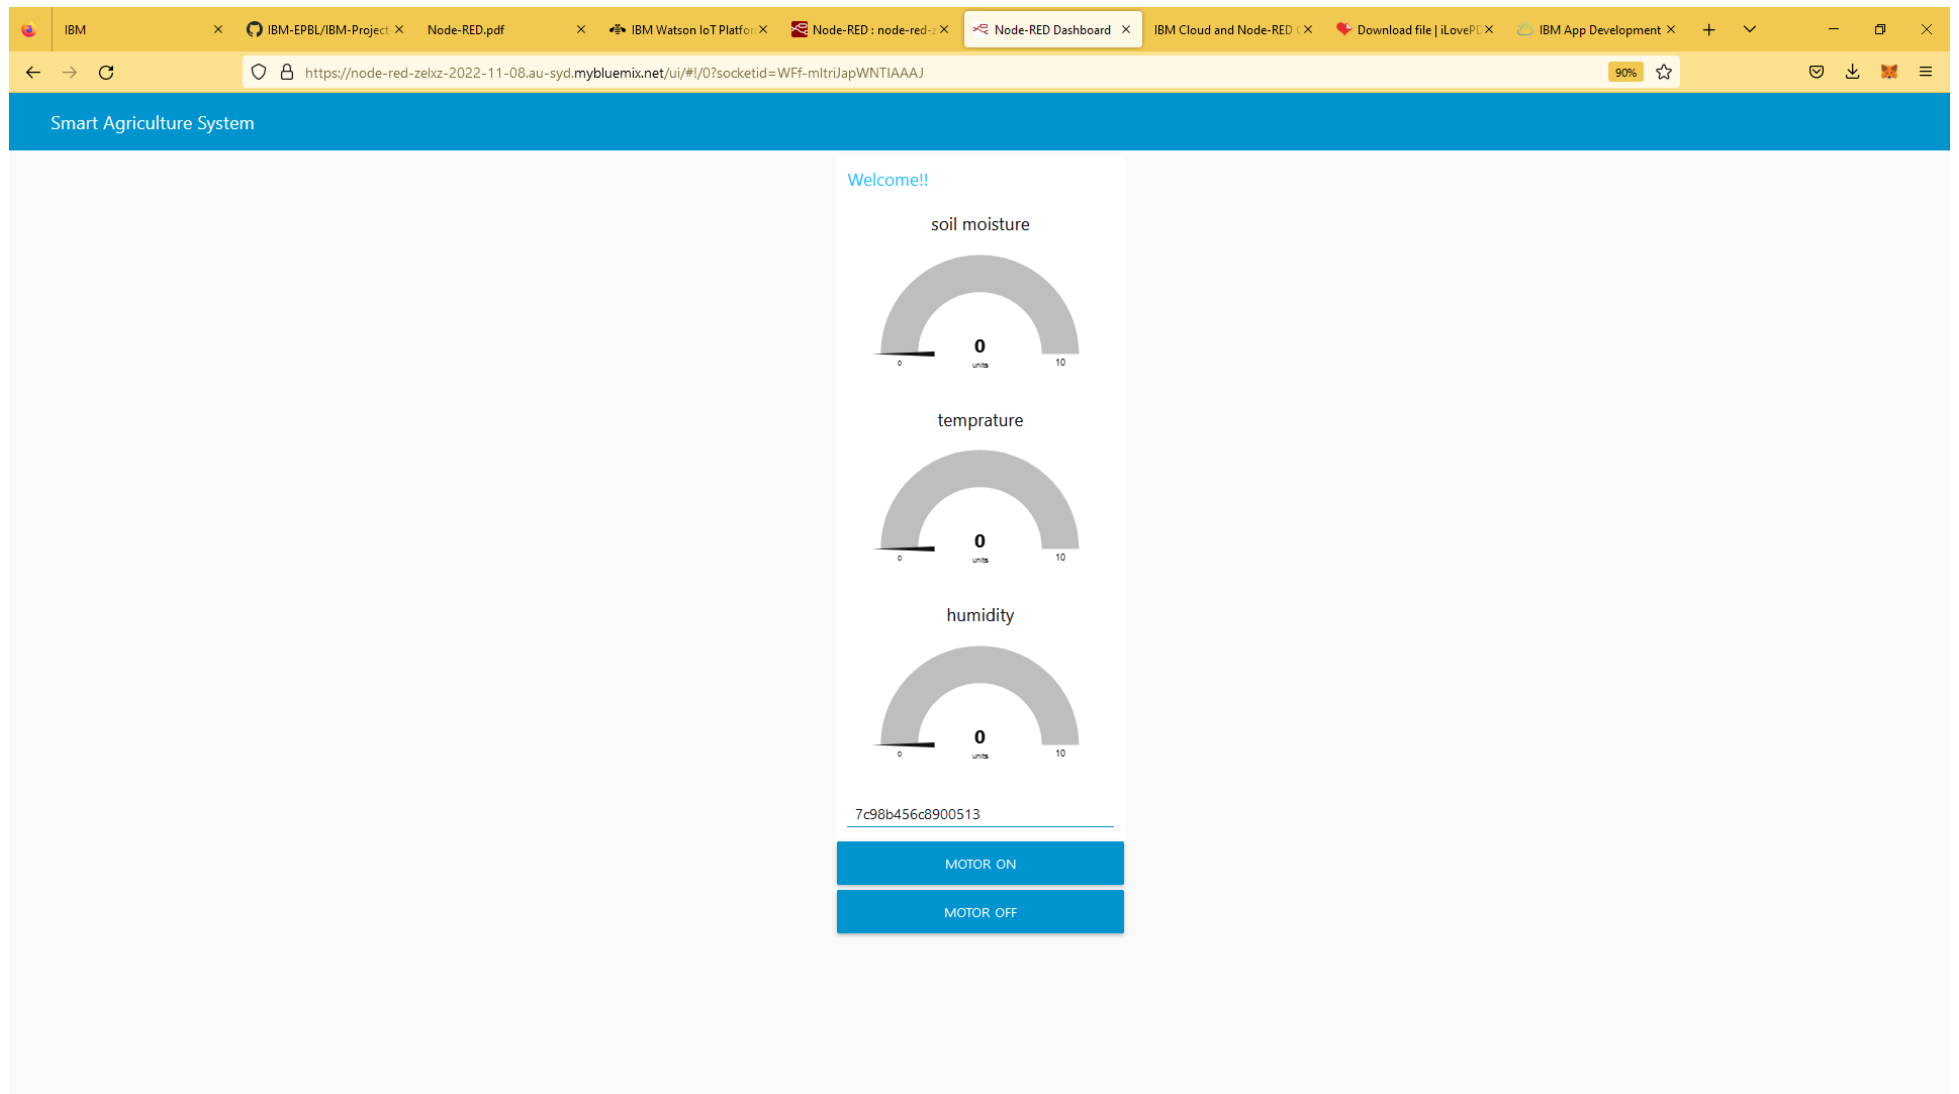 IBM
IBM-EPBL/IBM-Project
Node-RED.pdf
IBM Watson IoT Platfor
Node-RED : node-red-z
Node-RED Dashboard
IBM Cloud and Node-RED
Download file | iLovePD
IBM App Development
https://node-red-zelxz-2022-11-08.au-syd.mybluemix.net/ui/#!/0?socketid=WFf-mItriJapWNTIAAAJ
90%
Smart Agriculture System
Welcome!!
soil moisture
0
units
0
10
temprature
0
units
0
10
humidity
0
units
0
10
7c98b456c8900513
MOTOR ON
MOTOR OFF